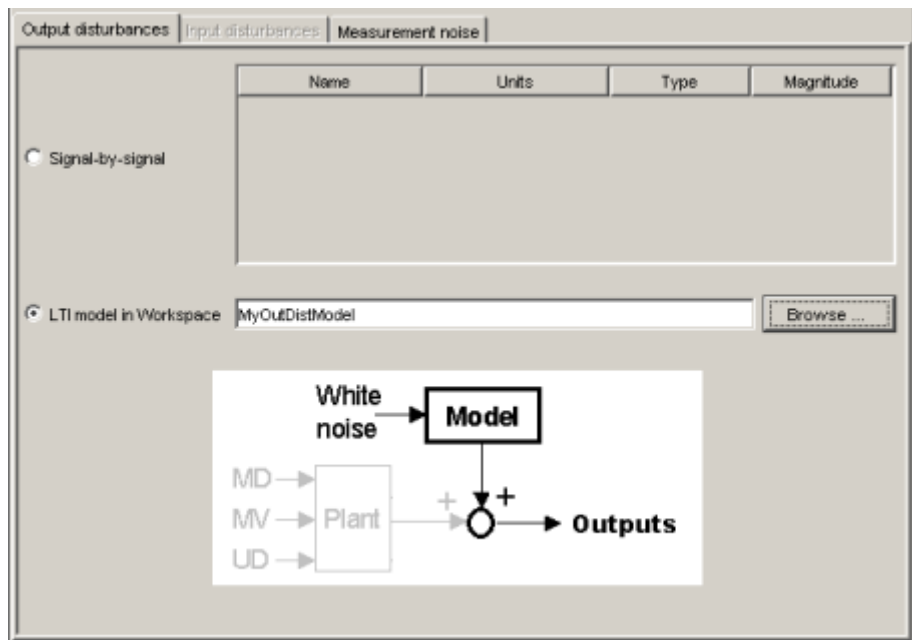 Output disturbances Input disturbances Measurement noise
Name Units Type Magnitude
Signal-by-signal
LTI model in Workspace MyOutDistModel Browse ...
White
noise
Model
MD
MV Plant + + Outputs
UD